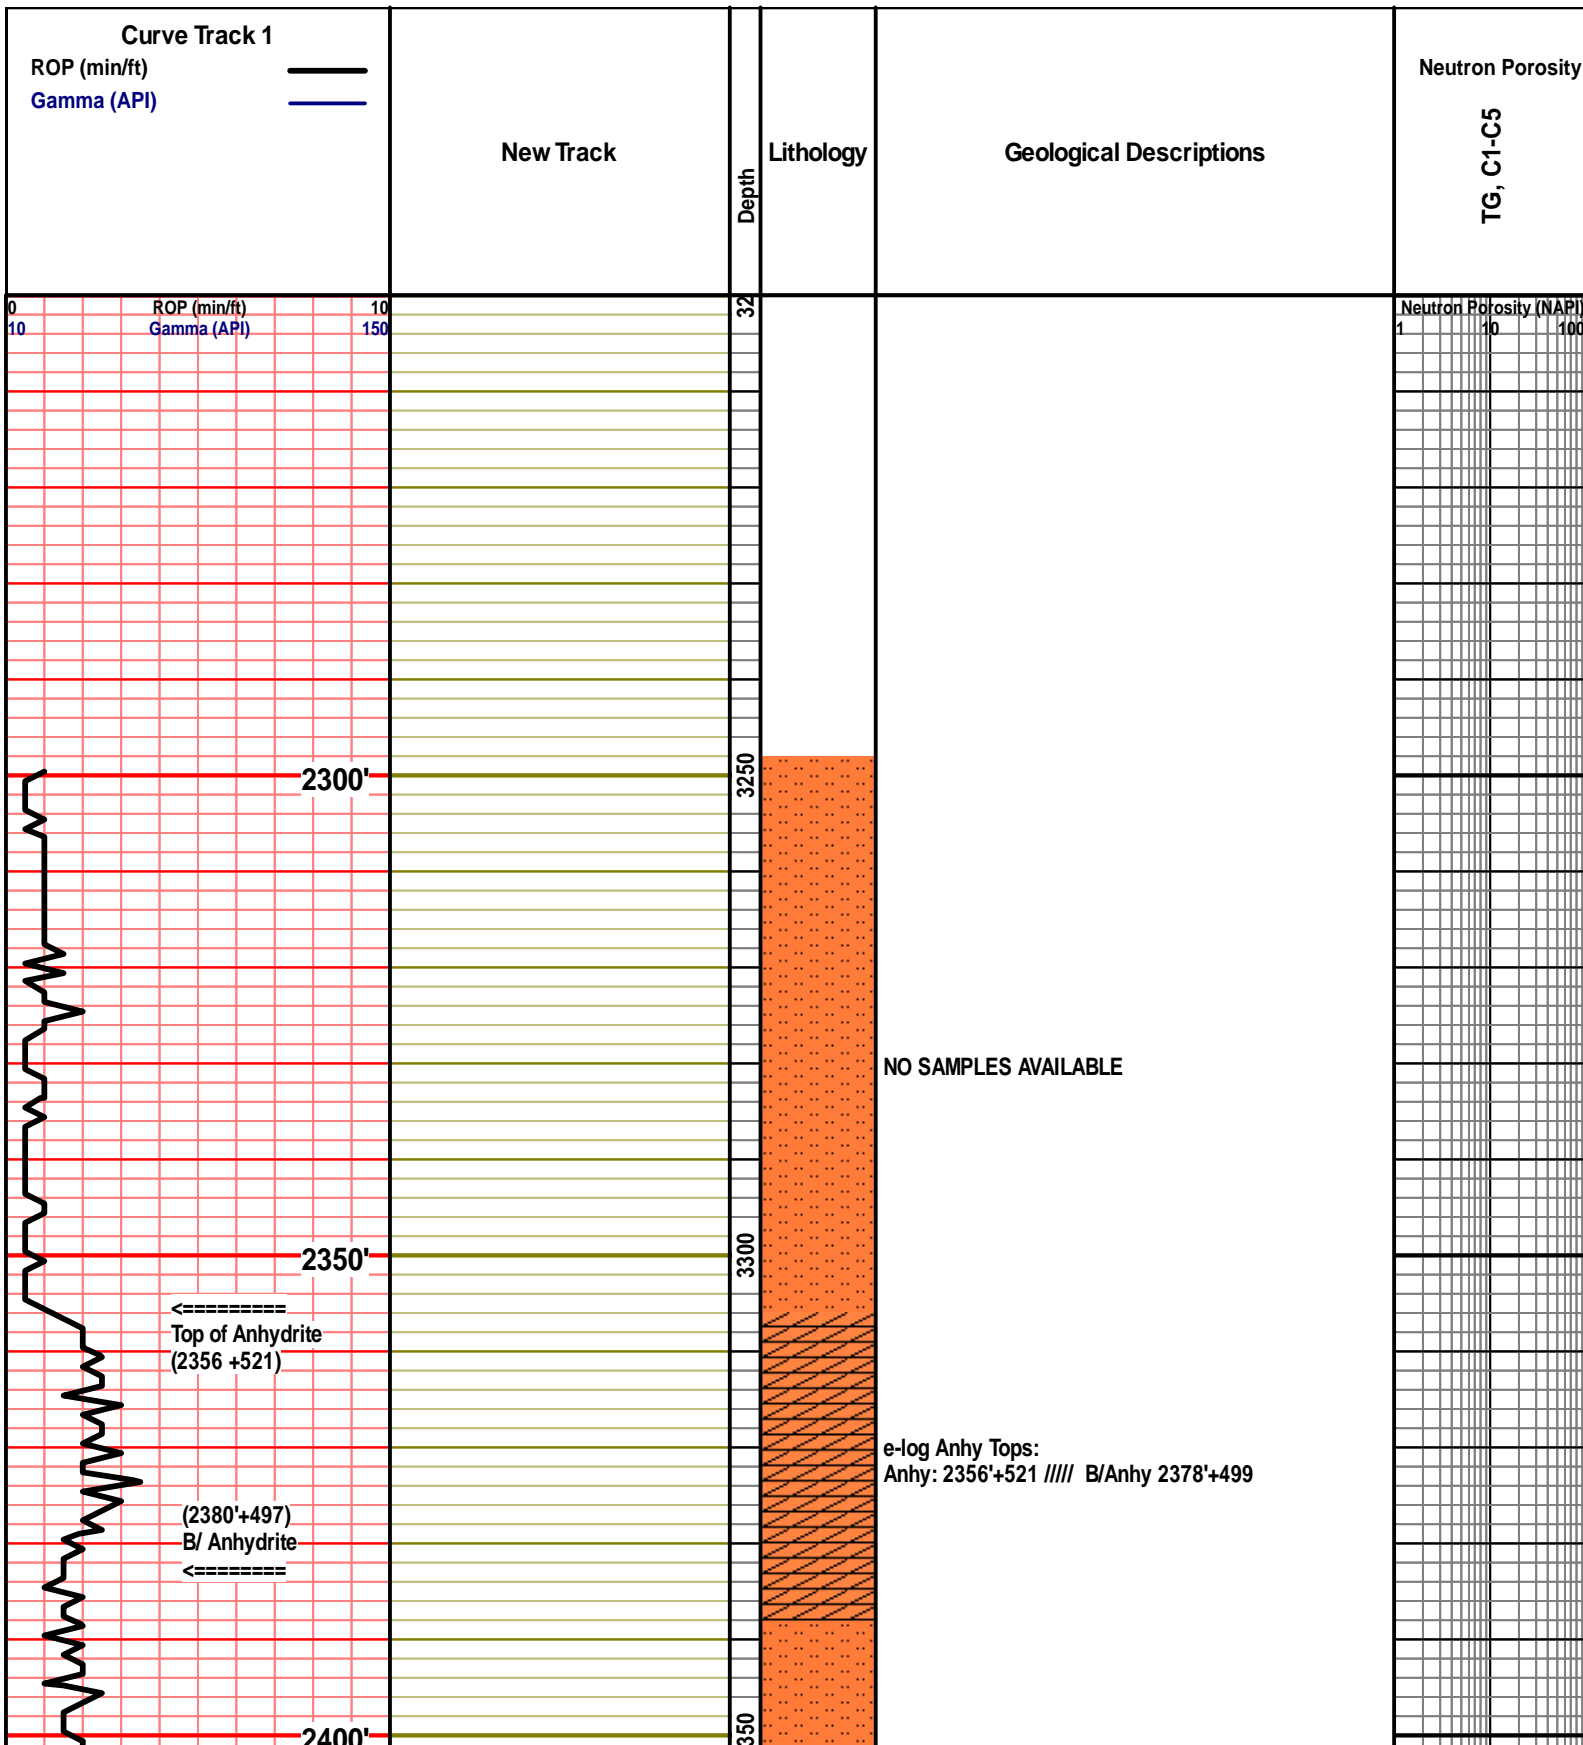 Curve Track 1
ROP (min/ft)
Gamma (API)
New Track
Depth
Lithology
Geological Descriptions
Neutron Porosity
TG, C1-C5
0 ROP (min/ft) 10
10 Gamma (API) 150
32
Neutron Porosity (NAPI)
1 10 100
2300'
3250
NO SAMPLES AVAILABLE
2350'
3300
<=========
Top of Anhydrite
(2356 +521)
e-log Anhy Tops:
Anhy: 2356'+521 ///// B/Anhy 2378'+499
(2380'+497)
B/ Anhydrite
<========
2400'
350